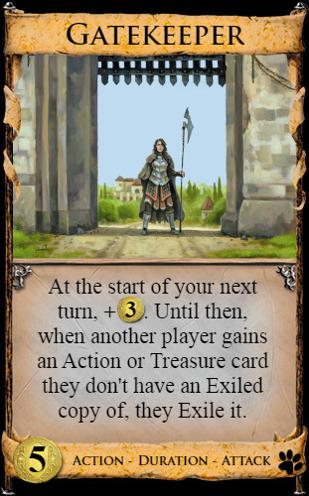 GATEKEEPER
At the start of your next
turn, +3. Until then,
when another player gains
an Action or Treasure card
they don't have an Exiled
copy of, they Exile it.
5 ACTION - DURATION - ATTACK